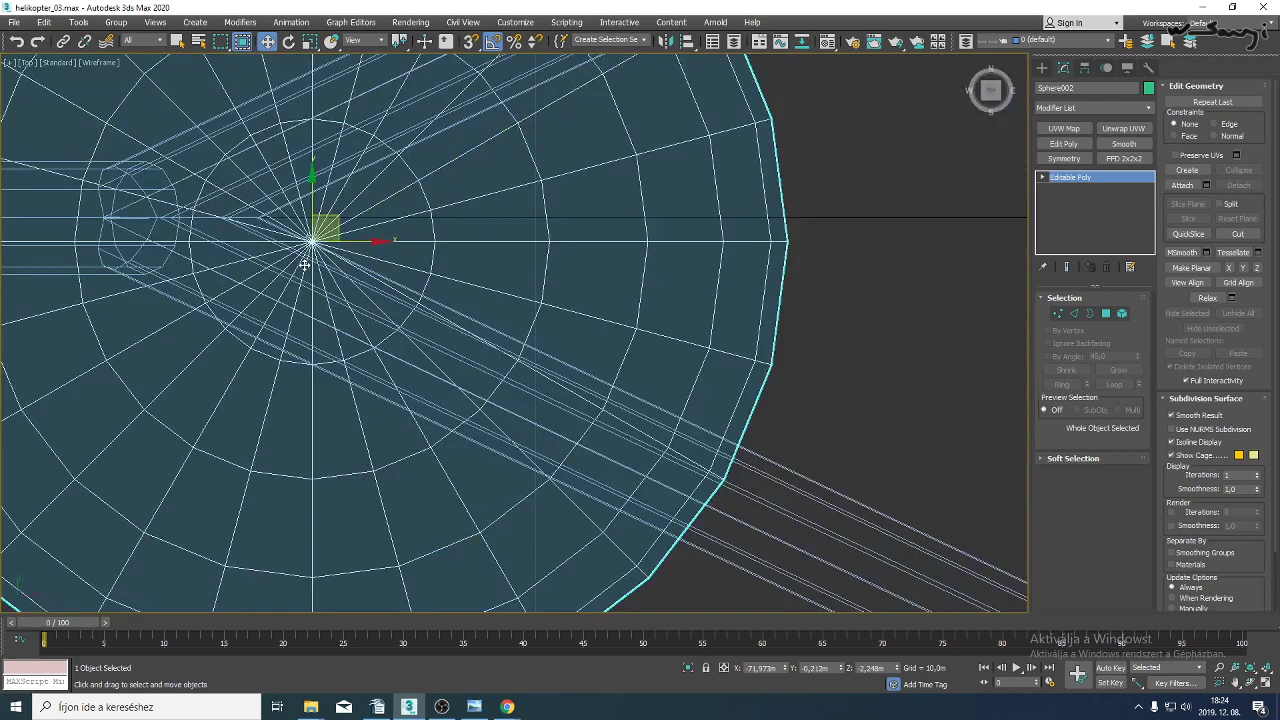 helikopter_03.max - Autodesk 3ds Max 2020
File Edit Tools Group Views Create Modifiers Animation Graph Editors Rendering Civil View Customize Scripting Interactive Content Arnold Help
Sign In Workspaces: Default
W_Sanyi
All View Create Selection Se 0 (default)
[+] [Top] [Standard] [Wireframe]
N
W E
S
TOP
y
x
Sphere002
Modifier List
UVW Map Unwrap UVW
Edit Poly Smooth
Symmetry FFD 2x2x2
Editable Poly
Selection
By Vertex
Ignore Backfacing
By Angle: 45,0
Shrink Grow
Ring Loop
Preview Selection
Off SubObj Multi
Whole Object Selected
Soft Selection
Edit Geometry
Repeat Last
Constraints
None Edge
Face Normal
Preserve UVs
Create Collapse
Attach Detach
Slice Plane Split
Slice Reset Plane
QuickSlice Cut
MSmooth Tessellate
Make Planar X Y Z
View Align Grid Align
Relax
Hide Selected Unhide All
Hide Unselected
Named Selections:
Copy Paste
Delete Isolated Vertices
Full Interactivity
Subdivision Surface
Smooth Result
Use NURMS Subdivision
Isoline Display
Show Cage......
Display
Iterations: 1
Smoothness: 1,0
Render
Iterations: 0
Smoothness: 1,0
Separate By
Smoothing Groups
Materials
Update Options
Always
When Rendering
Manually
0 / 100
0 5 10 15 20 25 30 35 40 45 50 55 60 65 70 75 80 85 90 95 100
Aktiválja a Windowst
Aktiválja a Windows rendszert a Gépházban.
MAXScript Mi
1 Object Selected
Click and drag to select and move objects
X: -71,973m Y: -0,212m Z: -2,248m Grid = 10,0m
Add Time Tag
0
Auto Key Selected
Set Key Key Filters...
Írjon ide a kereséshez
18:24
2019. 12. 08.